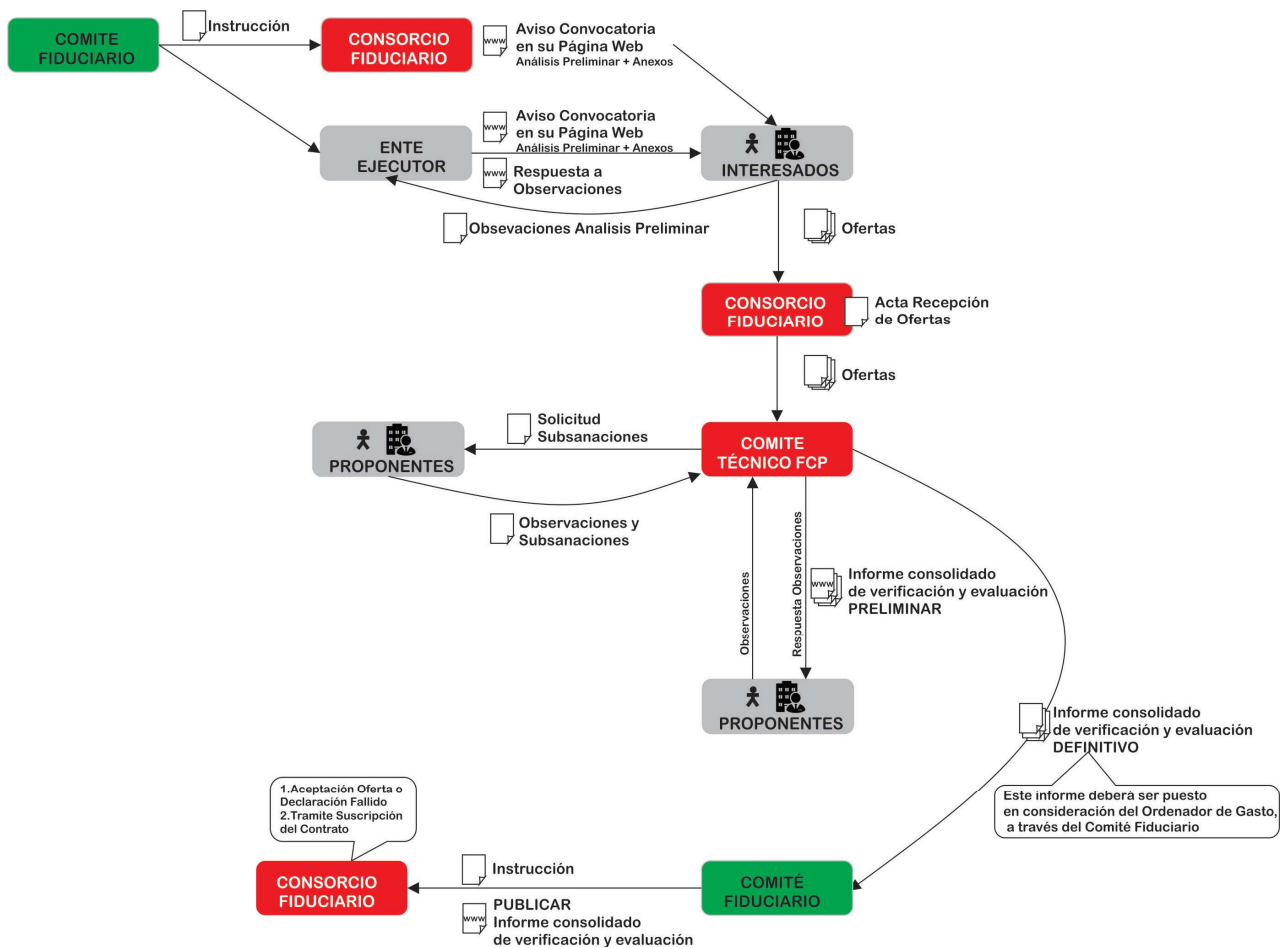 COMITE
FIDUCIARIO
Instrucción
CONSORCIO
FIDUCIARIO
www
Aviso Convocatoria
en su Página Web
Análisis Preliminar + Anexos
ENTE
EJECUTOR
www
Aviso Convocatoria
en su Página Web
Análisis Preliminar + Anexos
www
Respuesta a
Observaciones
INTERESADOS
Obsevaciones Analisis Preliminar
Ofertas
CONSORCIO
FIDUCIARIO
Acta Recepción
de Ofertas
Ofertas
Solicitud
Subsanaciones
PROPONENTES
COMITE
TÉCNICO FCP
Observaciones y
Subsanaciones
Observaciones
Respuesta Observaciones
www
Informe consolidado
de verificación y evaluación
PRELIMINAR
PROPONENTES
Informe consolidado
de verificación y evaluación
DEFINITIVO
Este informe deberá ser puesto
en consideración del Ordenador de Gasto,
a través del Comité Fiduciario
1.Aceptación Oferta o
Declaración Fallido
2.Tramite Suscripción
del Contrato
CONSORCIO
FIDUCIARIO
Instrucción
www
PUBLICAR
Informe consolidado
de verificación y evaluación
COMITÉ
FIDUCIARIO